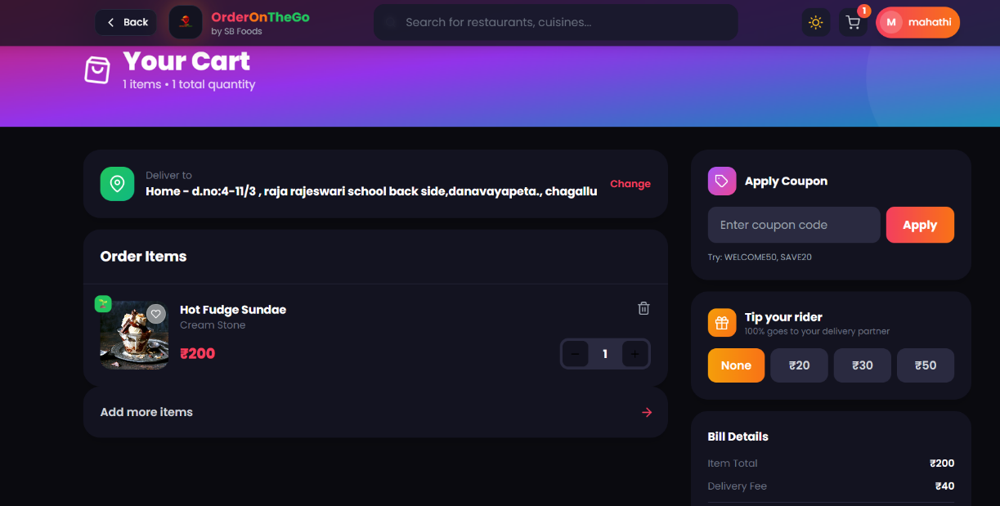 Back
OrderOnTheGo
by SB Foods
Search for restaurants, cuisines...
1
M mahathi
Your Cart
1 items • 1 total quantity
Deliver to
Home - d.no:4-11/3 , raja rajeswari school back side,danavayapeta., chagallu
Change
Order Items
Hot Fudge Sundae
Cream Stone
₹200
− 1 +
Add more items
Apply Coupon
Enter coupon code
Apply
Try: WELCOME50, SAVE20
Tip your rider
100% goes to your delivery partner
None ₹20 ₹30 ₹50
Bill Details
Item Total ₹200
Delivery Fee ₹40